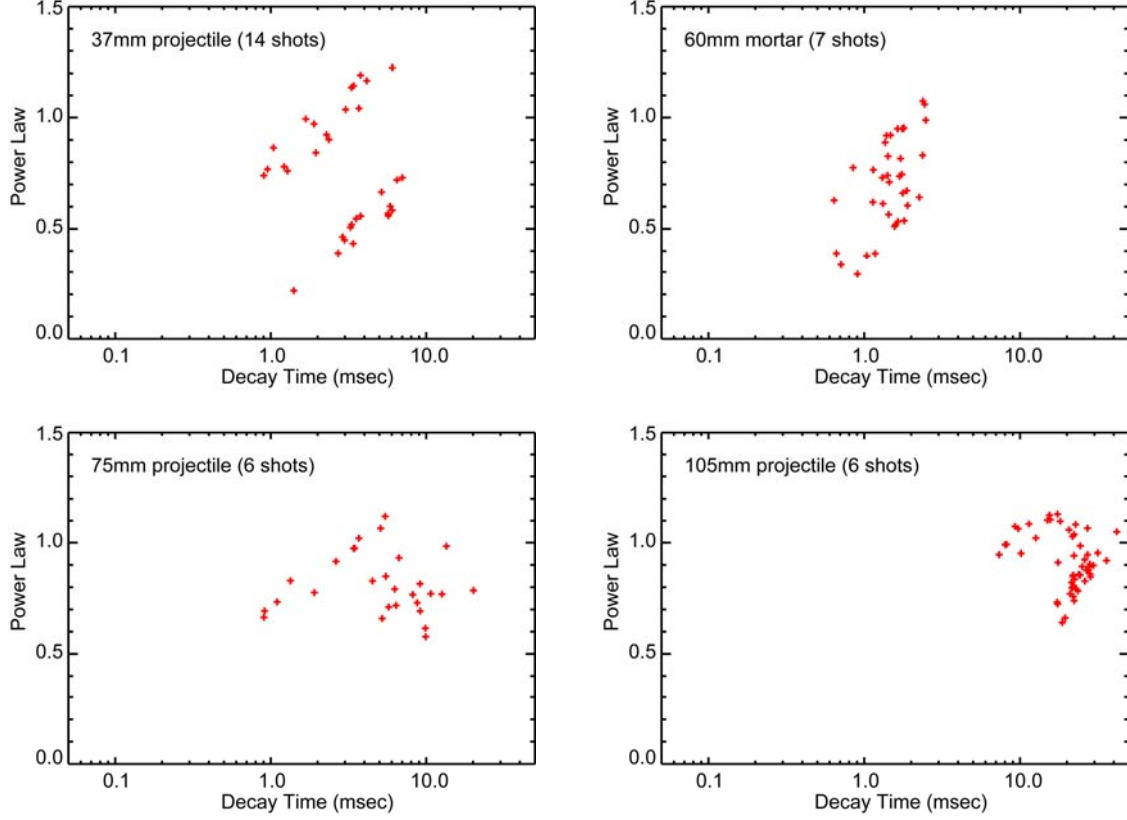 37mm projectile (14 shots)
1.5
1.0
0.5
0.0
Power Law
0.1
1.0
10.0
Decay Time (msec)
60mm mortar (7 shots)
1.5
1.0
0.5
0.0
Power Law
0.1
1.0
10.0
Decay Time (msec)
75mm projectile (6 shots)
1.5
1.0
0.5
0.0
Power Law
0.1
1.0
10.0
Decay Time (msec)
105mm projectile (6 shots)
1.5
1.0
0.5
0.0
Power Law
0.1
1.0
10.0
Decay Time (msec)